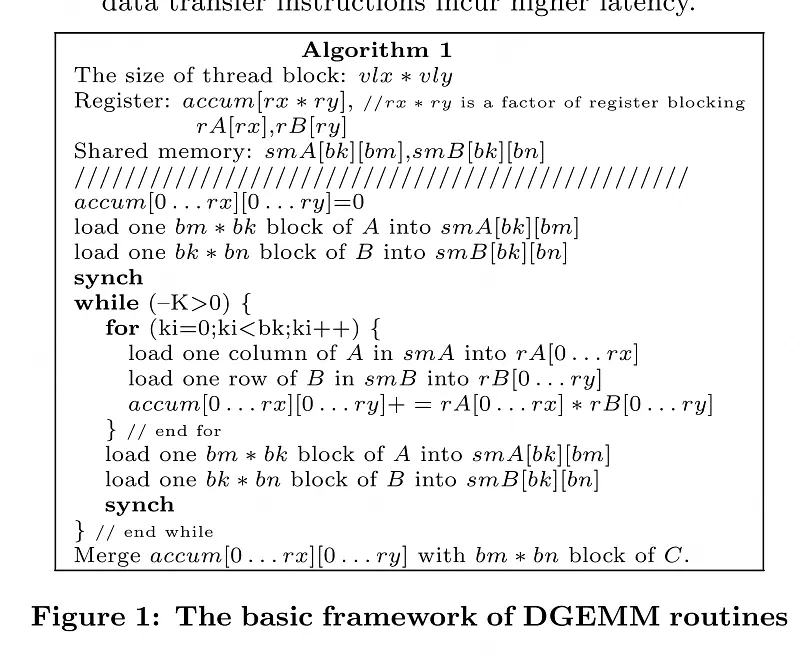 data transfer instructions incur higher latency.
Algorithm 1
The size of thread block: vlx ∗ vly
Register: accum[rx ∗ ry], //rx ∗ ry is a factor of register blocking
rA[rx],rB[ry]
Shared memory: smA[bk][bm],smB[bk][bn]
/////////////////////////////////////////////////
accum[0 . . . rx][0 . . . ry]=0
load one bm ∗ bk block of A into smA[bk][bm]
load one bk ∗ bn block of B into smB[bk][bn]
synch
while (–K>0) {
for (ki=0;ki<bk;ki++) {
load one column of A in smA into rA[0 . . . rx]
load one row of B in smB into rB[0 . . . ry]
accum[0 . . . rx][0 . . . ry]+ = rA[0 . . . rx] ∗ rB[0 . . . ry]
} // end for
load one bm ∗ bk block of A into smA[bk][bm]
load one bk ∗ bn block of B into smB[bk][bn]
synch
} // end while
Merge accum[0 . . . rx][0 . . . ry] with bm ∗ bn block of C.
Figure 1: The basic framework of DGEMM routines